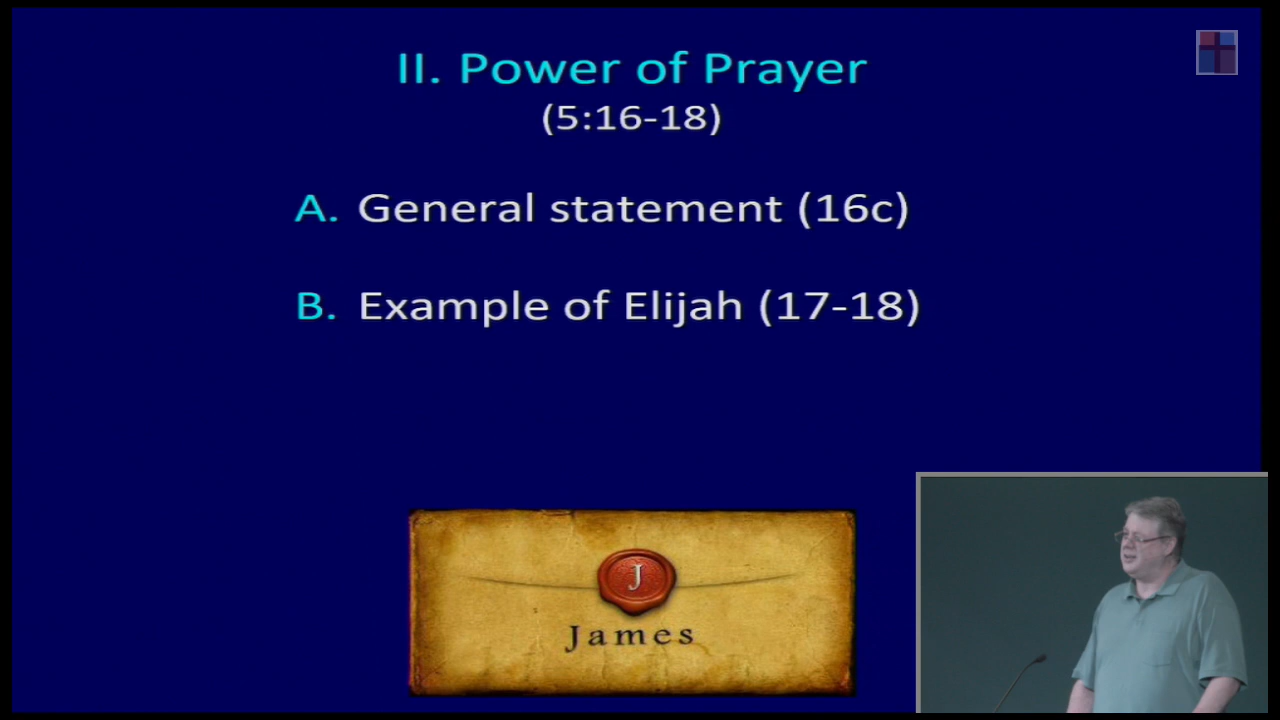 II. Power of Prayer
(5:16-18)
A. General statement (16c)
B. Example of Elijah (17-18)
J
James